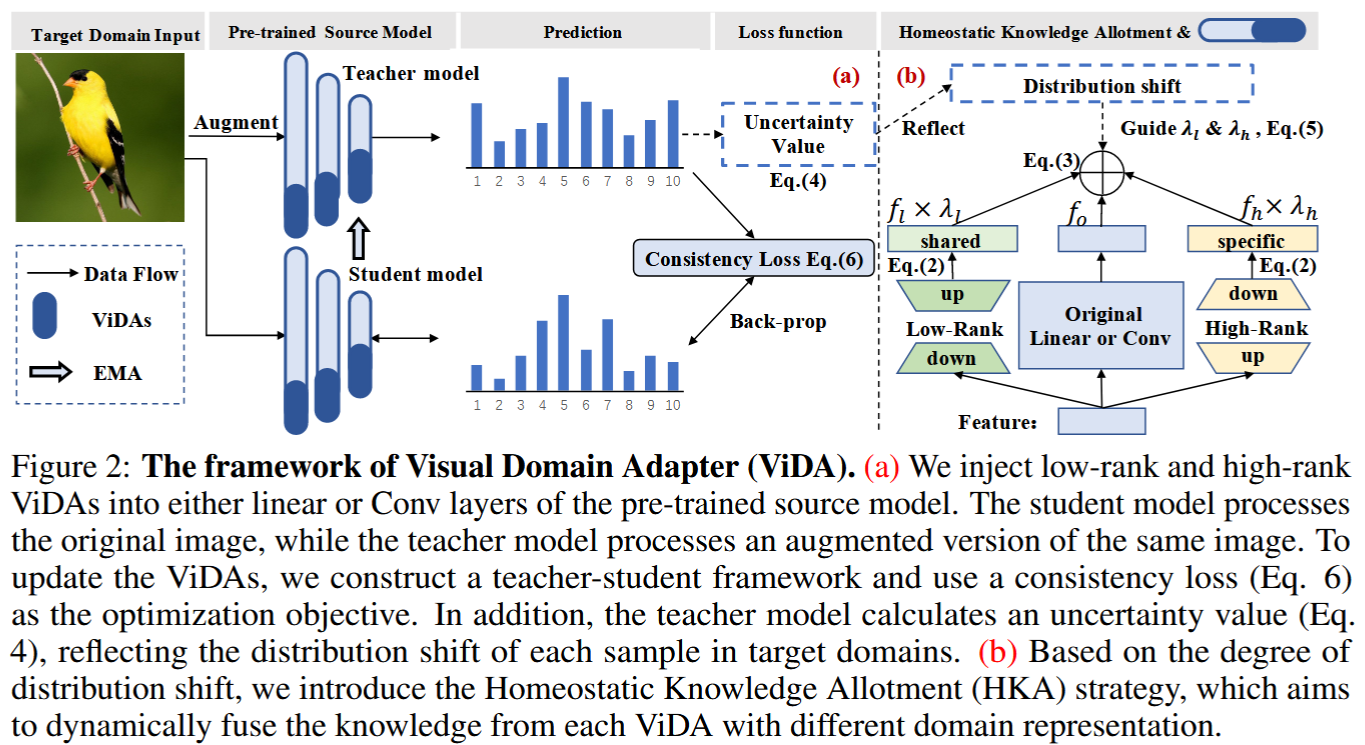 Target Domain Input
Pre-trained Source Model
Prediction
Loss function
Homeostatic Knowledge Allotment &
Teacher model
Augment
1 2 3 4 5 6 7 8 9 10
(a)
Uncertainty
Value
Eq.(4)
Data Flow
ViDAs
EMA
Student model
Consistency Loss Eq.(6)
Back-prop
1 2 3 4 5 6 7 8 9 10
(b)
Distribution shift
Reflect
Guide λl & λh , Eq.(5)
Eq.(3)
fl × λl
fo
fh × λh
shared
specific
Eq.(2)
Eq.(2)
up
down
Original
Linear or Conv
Low-Rank
High-Rank
down
up
Feature:
Figure 2: The framework of Visual Domain Adapter (ViDA). (a) We inject low-rank and high-rank
ViDAs into either linear or Conv layers of the pre-trained source model. The student model processes
the original image, while the teacher model processes an augmented version of the same image. To
update the ViDAs, we construct a teacher-student framework and use a consistency loss (Eq. 6)
as the optimization objective. In addition, the teacher model calculates an uncertainty value (Eq.
4), reflecting the distribution shift of each sample in target domains. (b) Based on the degree of
distribution shift, we introduce the Homeostatic Knowledge Allotment (HKA) strategy, which aims
to dynamically fuse the knowledge from each ViDA with different domain representation.